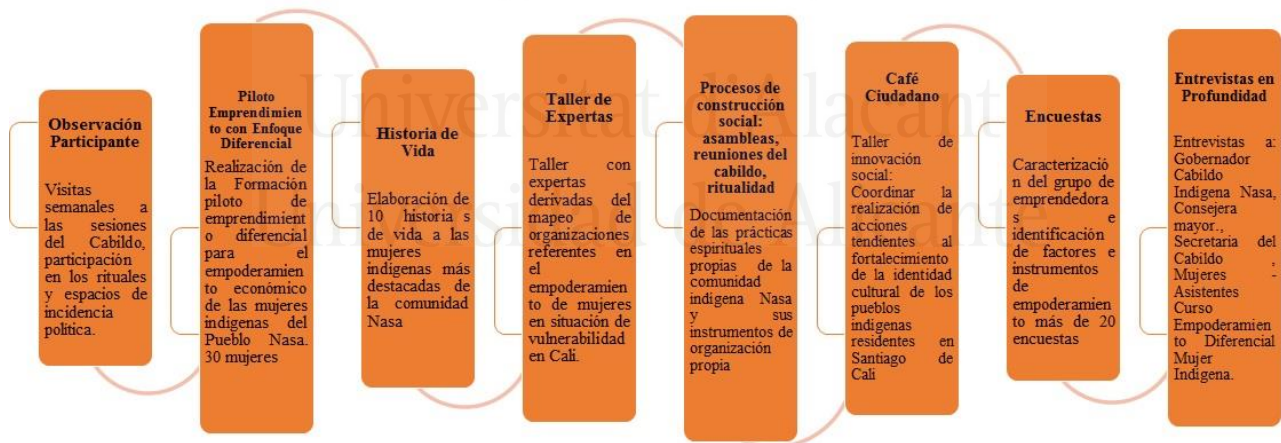 Observación
Participante
Visitas
semanales a
las sesiones
del Cabildo,
participación
en los rituales
y espacios de
incidencia
política.
Piloto
Emprendimie
nto con Enfoque
Diferencial
Realización de
la Formación
piloto de
emprendimient
o diferencial
para el
empoderamien
to económico
de las mujeres
indígenas del
Pueblo Nasa.
30 mujeres
Historia de
Vida
Elaboración de
10 historia s
de vida a las
mujeres
indígenas más
destacadas de
la comunidad
Nasa
Taller de
Expertas
Taller con
expertas
derivadas del
mapeo de
organizaciones
referentes en
el
empoderamien
to de mujeres
en situación de
vulnerabilidad
en Cali.
Procesos de
construcción
social:
asambleas,
reuniones del
cabildo,
ritualidad
Documentación
de las prácticas
espirituales
propias de la
comunidad
indígena Nasa
y sus
instrumentos de
organización
propia
Café
Ciudadano
Taller de
innovación
social:
Coordinar la
realización de
acciones
tendientes al
fortalecimiento
de la identidad
cultural de los
pueblos
indígenas
residentes en
Santiago de
Cali
Encuestas
Caracterizació
n del grupo de
emprendedora
s e
identificación
de factores e
instrumentos
de
empoderamien
to más de 20
encuestas
Entrevistas en
Profundidad
Entrevistas a:
Gobernador
Cabildo
Indígena Nasa,
Consejera
mayor.,
Secretaria del
Cabildo ,
Mujeres -
Asistentes
Curso
Empoderamien
to Diferencial
Mujer
Indígena.
Universitat d'Alacant
Universidad de Alicante